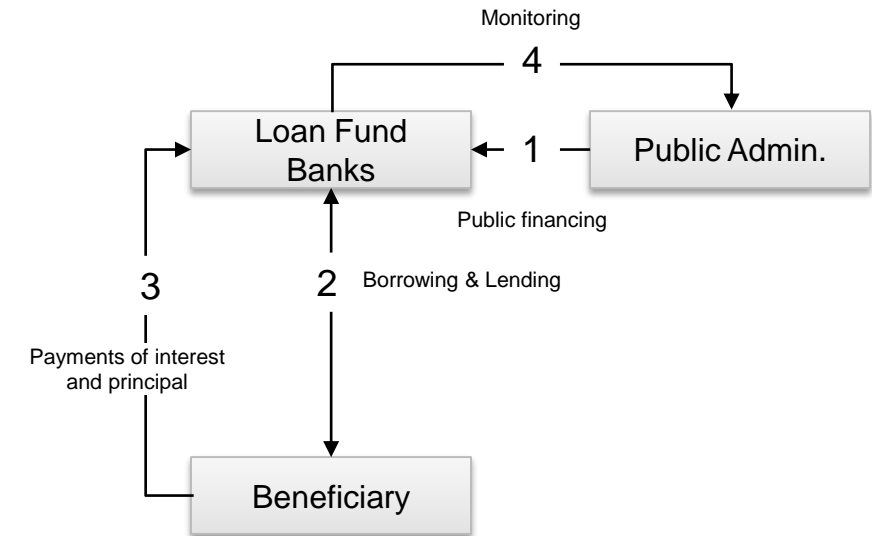 Monitoring
4
Loan Fund
Banks
1
Public Admin.
Public financing
3
2
Borrowing & Lending
Payments of interest
and principal
Beneficiary